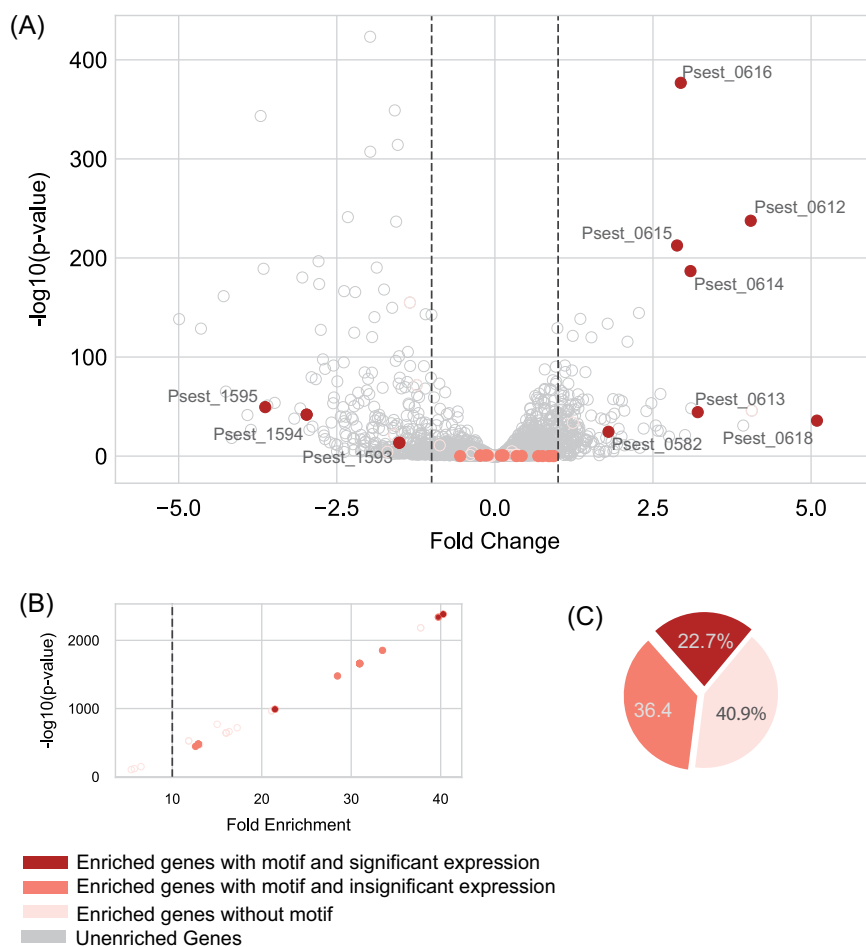 (A)
400
300
200
100
0
-log10(p-value)
Psest_0616
Psest_0612
Psest_0615
Psest_0614
Psest_1595
Psest_1594
Psest_1593
Psest_0613
Psest_0582
Psest_0618
−5.0 −2.5 0.0 2.5 5.0
Fold Change
(B)
2000
1000
0
-log10(p-value)
10 20 30 40
Fold Enrichment
(C)
22.7%
36.4
40.9%
Enriched genes with motif and significant expression
Enriched genes with motif and insignificant expression
Enriched genes without motif
Unenriched Genes